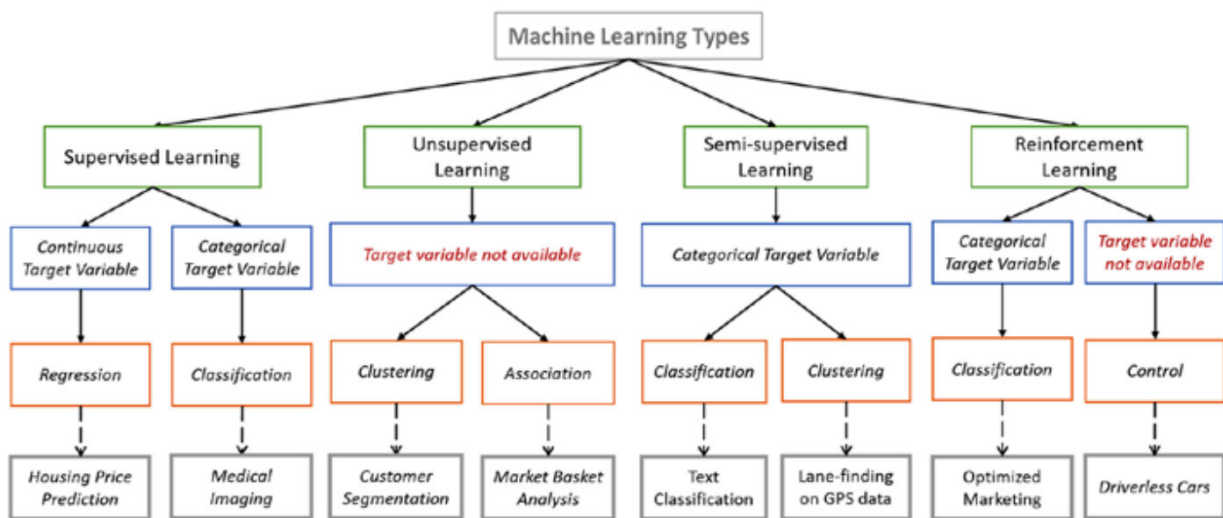 Machine Learning Types
Supervised Learning
Unsupervised
Learning
Semi-supervised
Learning
Reinforcement
Learning
Continuous
Target Variable
Categorical
Target Variable
Target variable not available
Categorical Target Variable
Categorical
Target Variable
Target variable
not available
Regression
Classification
Clustering
Association
Classification
Clustering
Classification
Control
Housing Price
Prediction
Medical
Imaging
Customer
Segmentation
Market Basket
Analysis
Text
Classification
Lane-finding
on GPS data
Optimized
Marketing
Driverless Cars